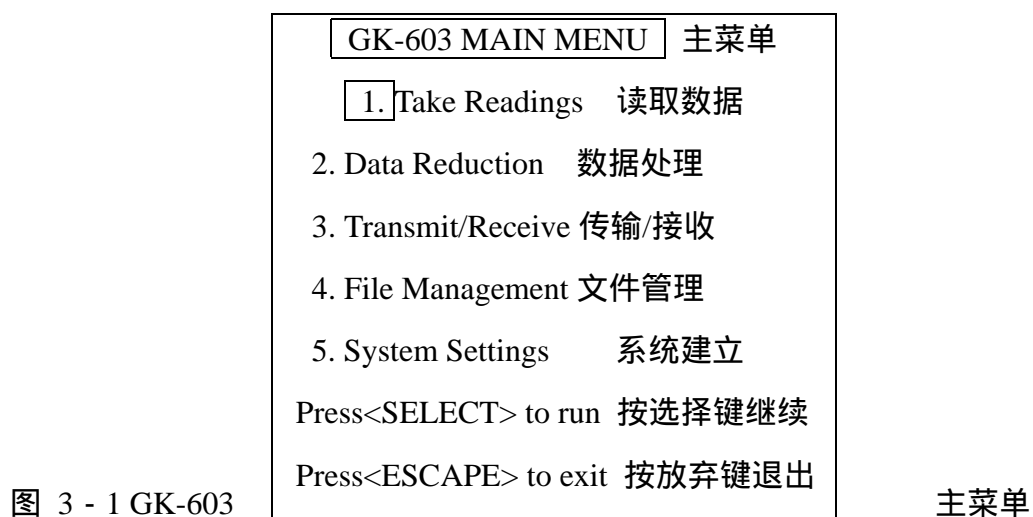 GK-603 MAIN MENU 主菜单
1. Take Readings 读取数据
2. Data Reduction 数据处理
3. Transmit/Receive 传输/接收
4. File Management 文件管理
5. System Settings 系统建立
Press<SELECT> to run 按选择键继续
Press<ESCAPE> to exit 按放弃键退出
图 3 - 1 GK-603 主菜单